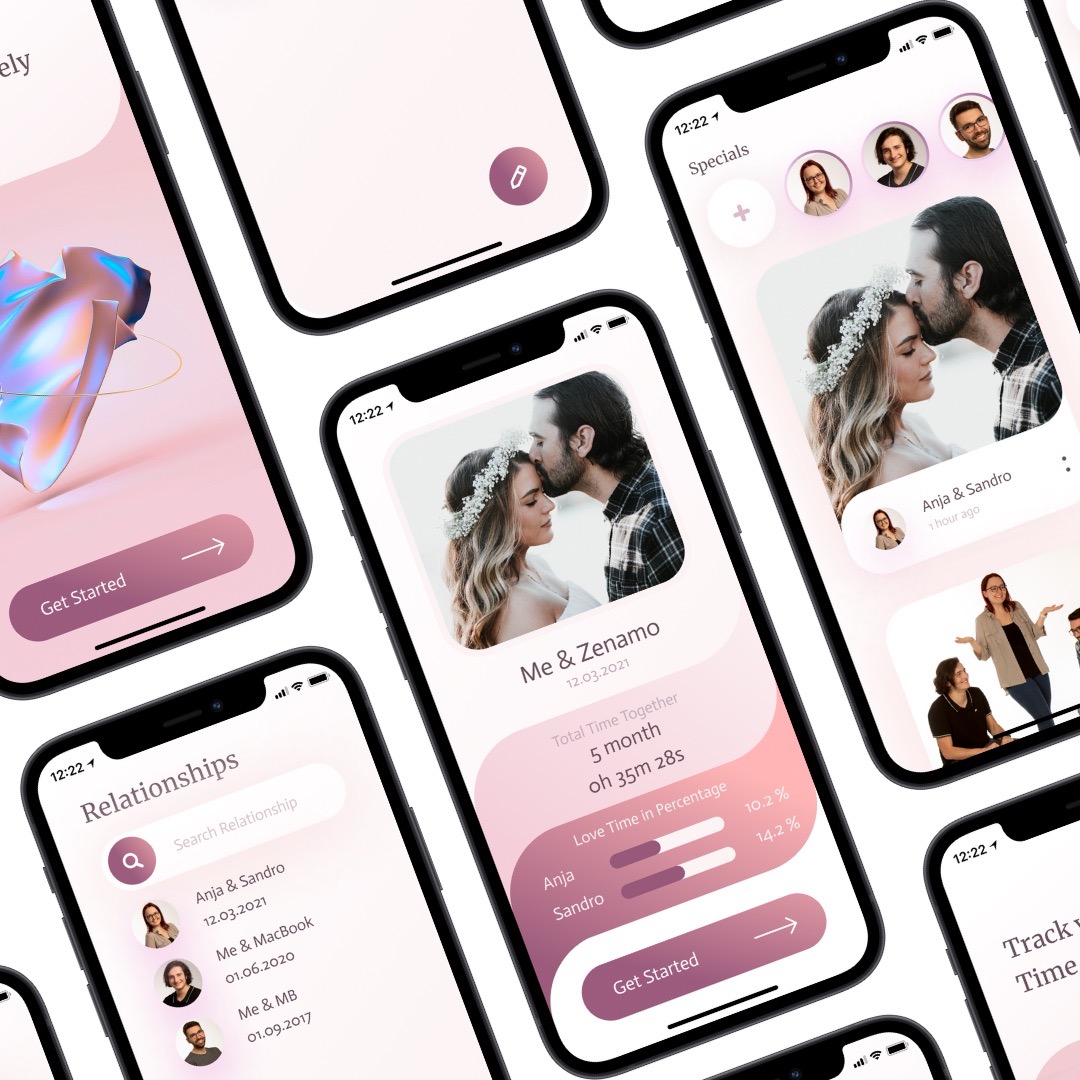 ely
Get Started
12:22
Specials
Anja & Sandro
1 hour ago
12:22
Me & Zenamo
12.03.2021
Total Time Together
5 month
0h 35m 28s
Love Time in Percentage
Anja
10.2 %
Sandro
14.2 %
Get Started
12:22
Relationships
Search Relationship
Anja & Sandro
12.03.2021
Me & MacBook
01.06.2020
Me & MB
01.09.2017
12:22
Track
Time